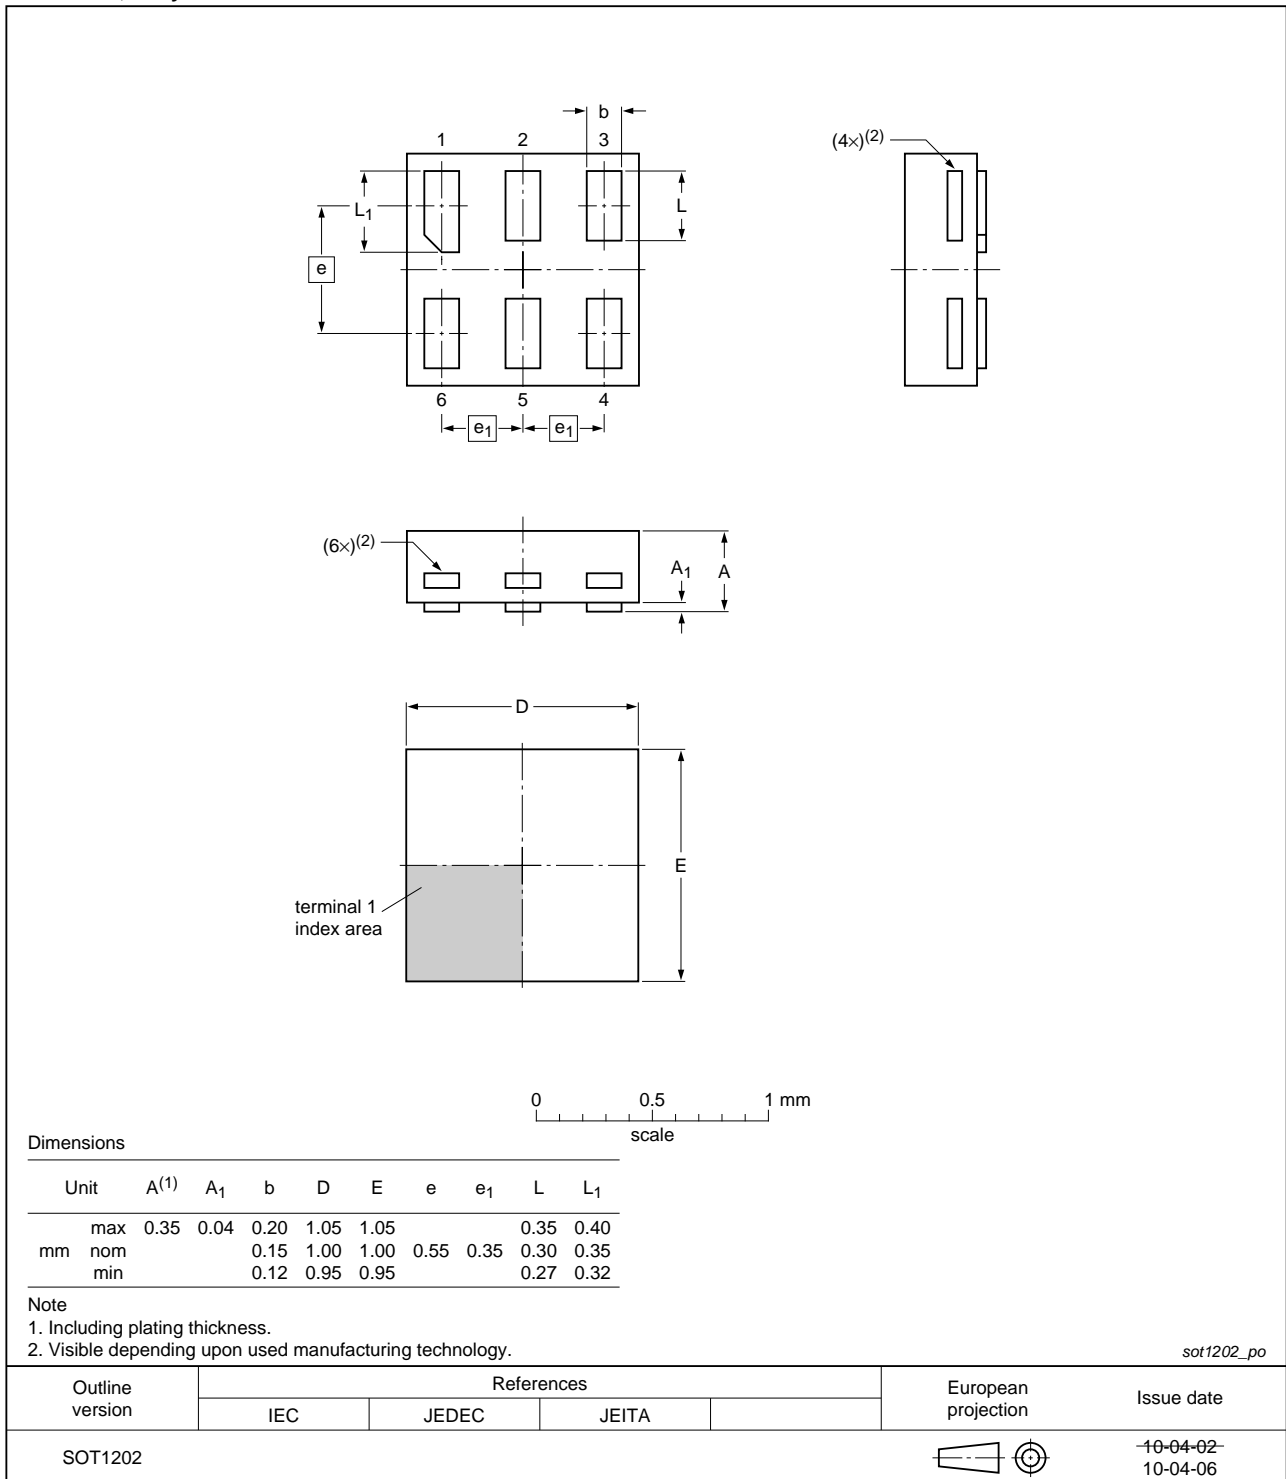 b
1 2 3
(4×)(2)
L1
L
e
6 5 4
e1 e1
(6×)(2)
A1 A
D
E
terminal 1
index area
0 0.5 1 mm
scale
Dimensions
Unit A(1) A1 b D E e e1 L L1
max 0.35 0.04 0.20 1.05 1.05 0.35 0.40
mm nom 0.15 1.00 1.00 0.55 0.35 0.30 0.35
min 0.12 0.95 0.95 0.27 0.32
Note
1. Including plating thickness.
2. Visible depending upon used manufacturing technology.
sot1202_po
Outline version References European projection Issue date
IEC JEDEC JEITA
SOT1202 10-04-02
10-04-06